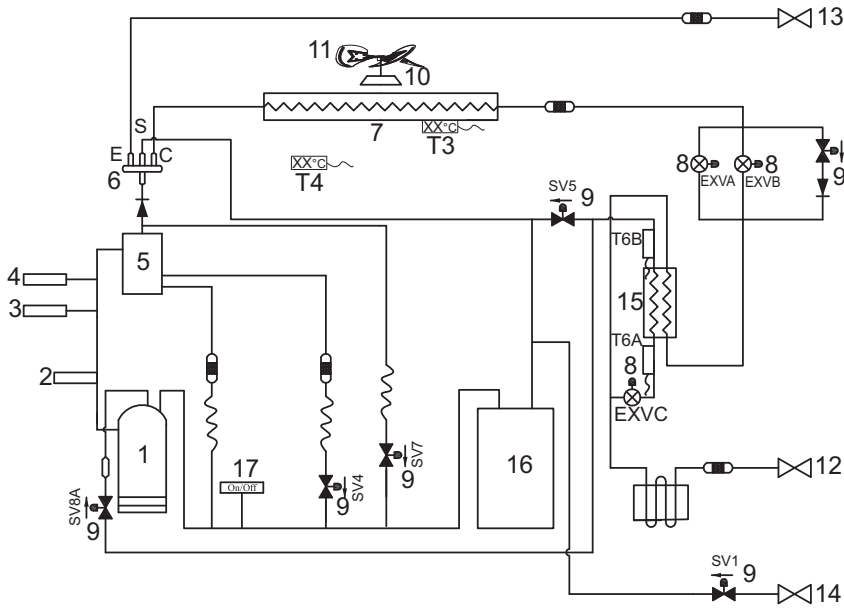 13
11
10
7
XX°C
T3
S
E
C
6
XX°C
T4
8
EXVA
8
EXVB
9
SV5
9
T6B
5
4
3
15
T6A
2
8
EXVC
1
17
On/Off
SV4
9
SV7
9
16
12
SV8A
9
SV1
9
14